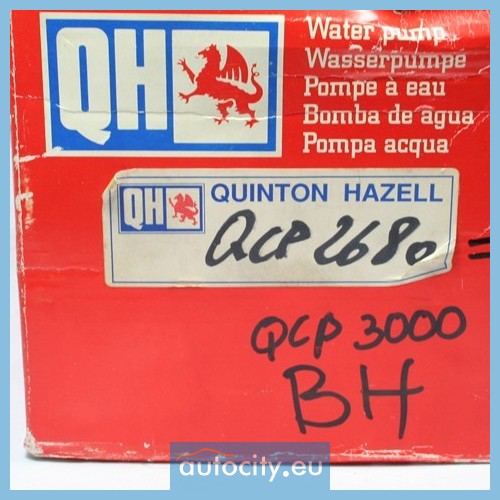 QH
Water pump
Wasserpumpe
Pompe à eau
Bomba de agua
Pompa acqua
QH QUINTON HAZELL
QCP 2680 =
QCP 3000
BH
autocity.eu